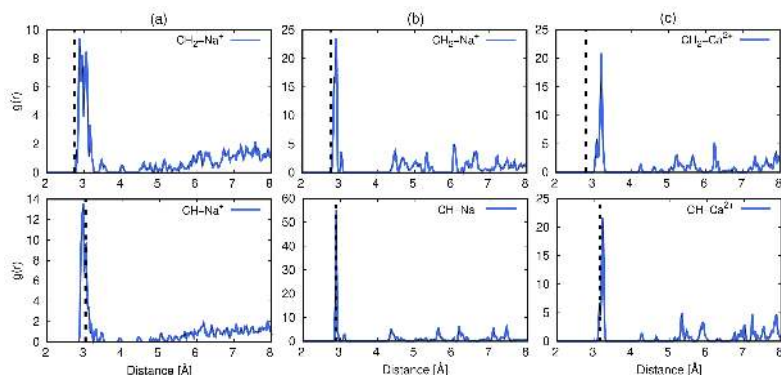 (a) (b) (c)
10 8 6 4 2 0
g(r)
CH₂–Na⁺
2 3 4 5 6 7 8
25 20 15 10 5 0
CH₂–Na⁺
2 3 4 5 6 7 8
25 20 15 10 5 0
CH₂–Ca²⁺
2 3 4 5 6 7 8
14 12 10 8 6 4 2 0
g(r)
CH–Na⁺
2 3 4 5 6 7 8
Distance [Å]
60 50 40 30 20 10 0
CH–Na
2 3 4 5 6 7 8
Distance [Å]
25 20 15 10 5 0
CH Ca²⁺
2 3 4 5 6 7 8
Distance [Å]